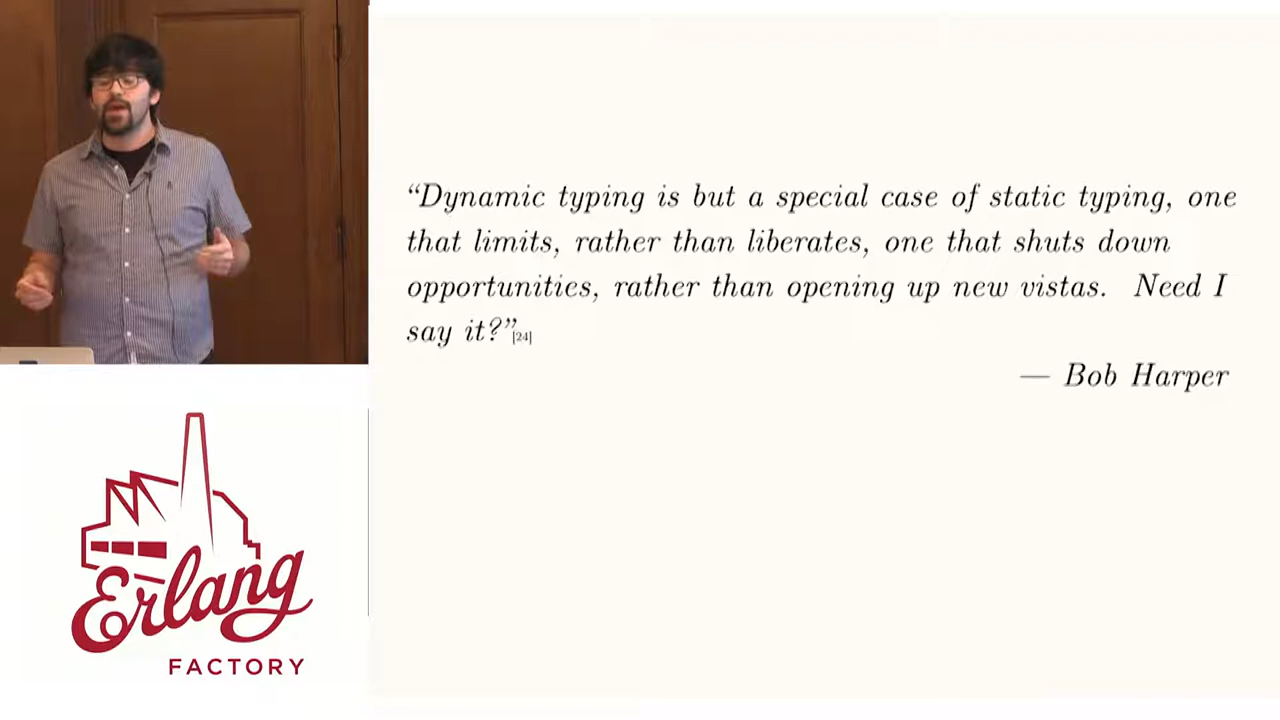 “Dynamic typing is but a special case of static typing, one
that limits, rather than liberates, one that shuts down
opportunities, rather than opening up new vistas.  Need I
say it?”[24]
— Bob Harper
Erlang
FACTORY